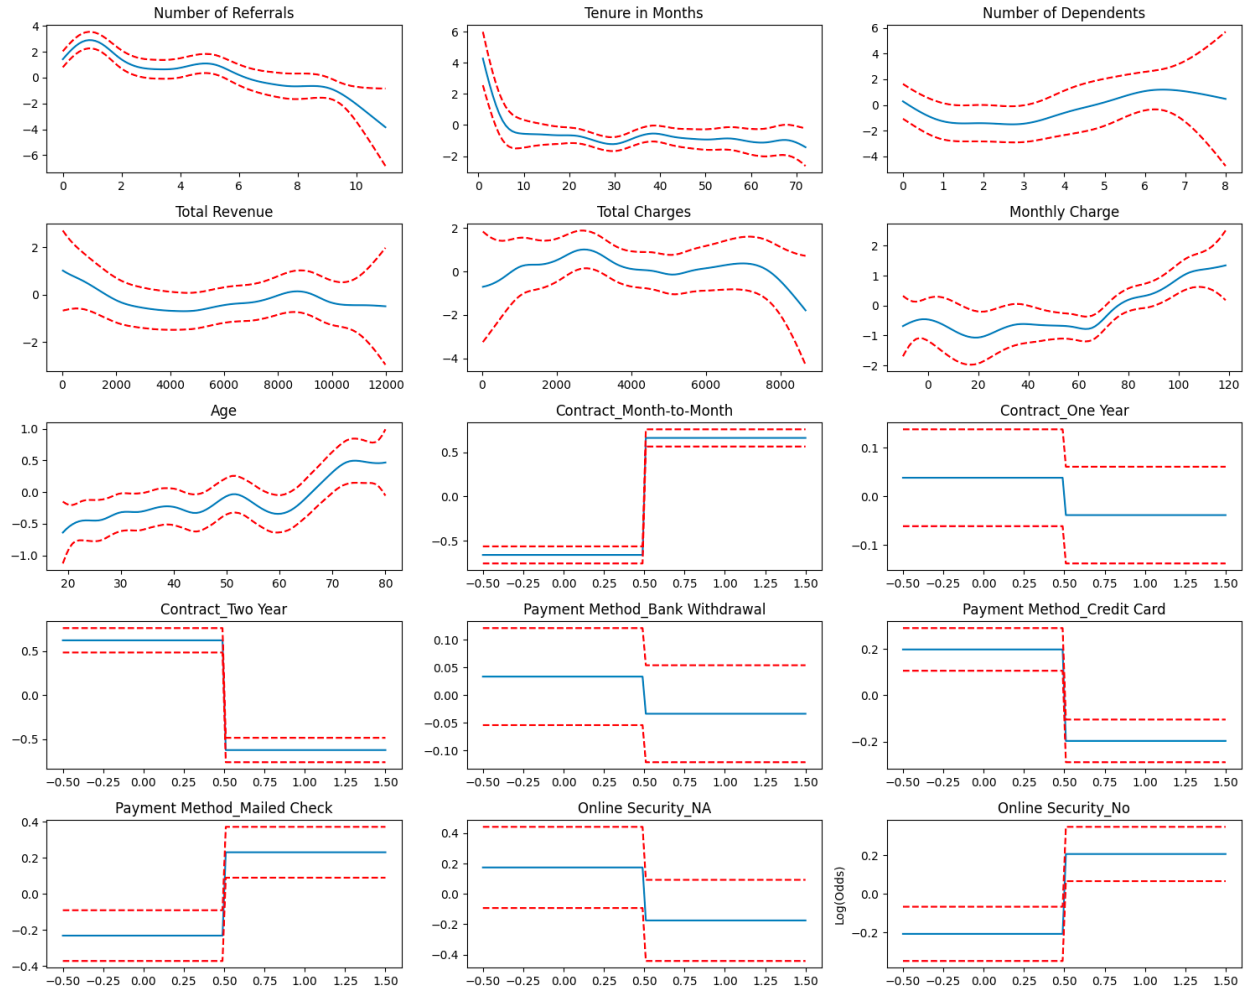 Number of Referrals
4
2
0
−2
−4
−6
0 2 4 6 8 10
Tenure in Months
6
4
2
0
−2
1 10 20 30 40 50 60 70
Number of Dependents
6
4
2
0
−2
−4
0 1 2 3 4 5 6 7 8
Total Revenue
2
0
−2
0 2000 4000 6000 8000 10000 12000
Total Charges
2
0
−2
−4
0 2000 4000 6000 8000
Monthly Charge
2
1
0
−1
−2
0 20 40 60 80 100 120
Age
1.0
0.5
0.0
−0.5
−1.0
20 30 40 50 60 70 80
Contract_Month-to-Month
0.5
0.0
−0.5
−0.50 −0.25 0.00 0.25 0.50 0.75 1.00 1.25 1.50
Contract_One Year
0.1
0.0
−0.1
−0.50 −0.25 0.00 0.25 0.50 0.75 1.00 1.25 1.50
Contract_Two Year
0.5
0.0
−0.5
−0.50 −0.25 0.00 0.25 0.50 0.75 1.00 1.25 1.50
Payment Method_Bank Withdrawal
0.10
0.05
0.00
−0.05
−0.10
−0.50 −0.25 0.00 0.25 0.50 0.75 1.00 1.25 1.50
Payment Method_Credit Card
0.2
0.0
−0.2
−0.50 −0.25 0.00 0.25 0.50 0.75 1.00 1.25 1.50
Payment Method_Mailed Check
0.4
0.2
0.0
−0.2
−0.4
−0.50 −0.25 0.00 0.25 0.50 0.75 1.00 1.25 1.50
Online Security_NA
0.4
0.2
0.0
−0.2
−0.4
−0.50 −0.25 0.00 0.25 0.50 0.75 1.00 1.25 1.50
Online Security_No
Log(Odds)
0.2
0.0
−0.2
−0.50 −0.25 0.00 0.25 0.50 0.75 1.00 1.25 1.50